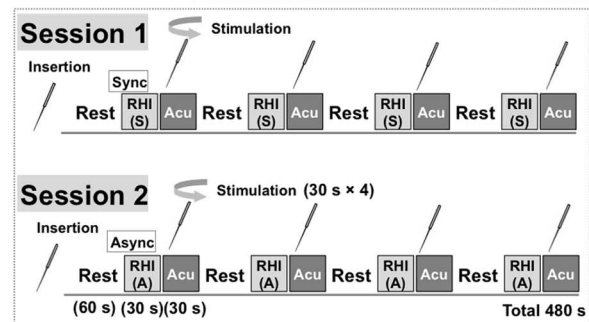 Session 1
Stimulation
Insertion
Sync
Rest RHI (S) Acu Rest RHI (S) Acu Rest RHI (S) Acu Rest RHI (S) Acu
Session 2
Stimulation (30 s × 4)
Insertion
Async
Rest RHI (A) Acu Rest RHI (A) Acu Rest RHI (A) Acu Rest RHI (A) Acu
(60 s) (30 s)(30 s) Total 480 s